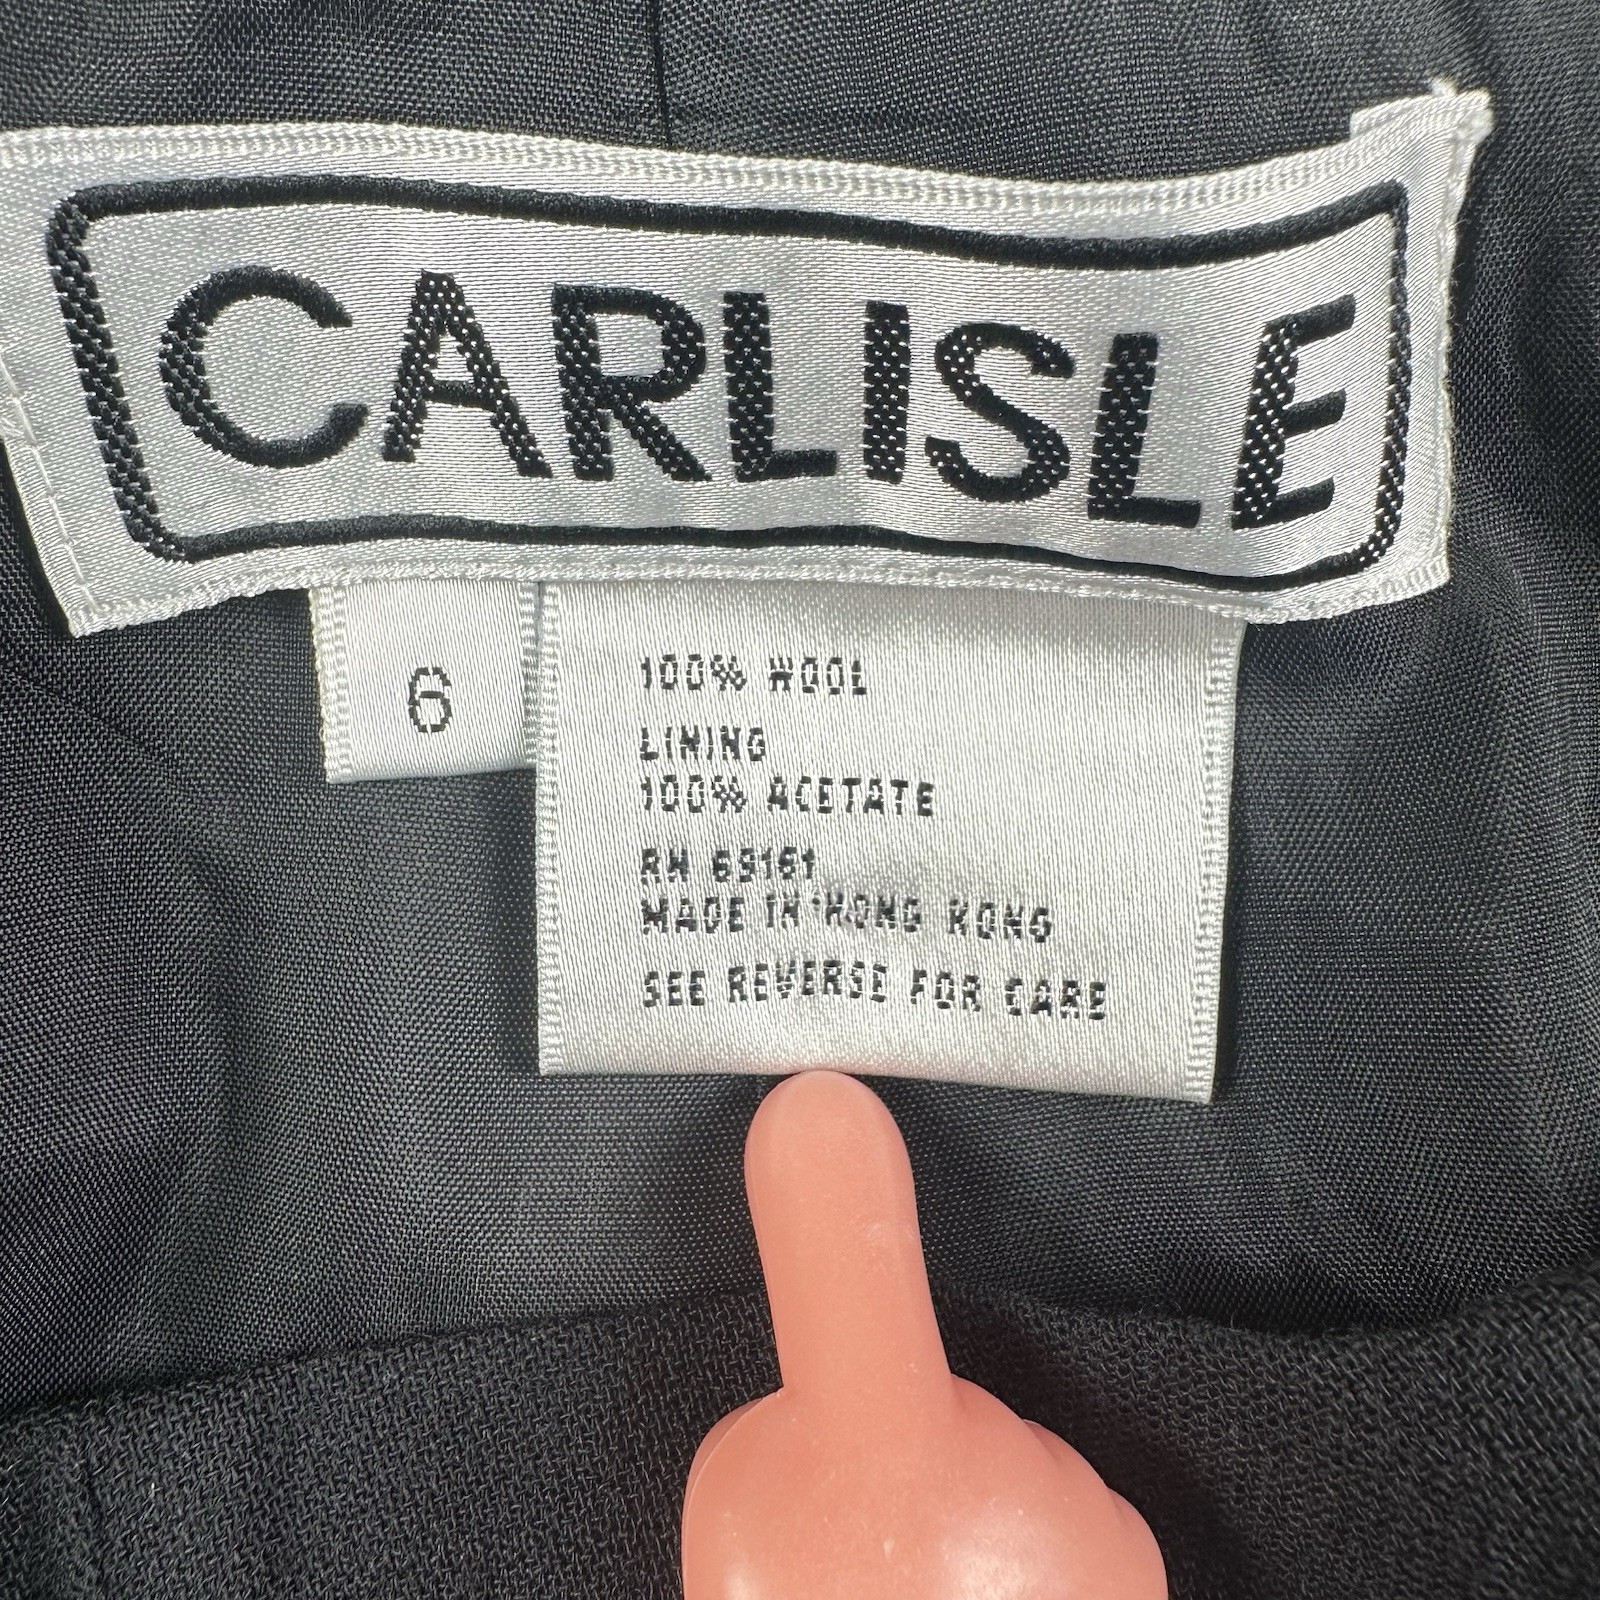 CARLISLE
6
100% WOOL
LINING
100% ACETATE
RN 69161
MADE IN HONG KONG
SEE REVERSE FOR CARE